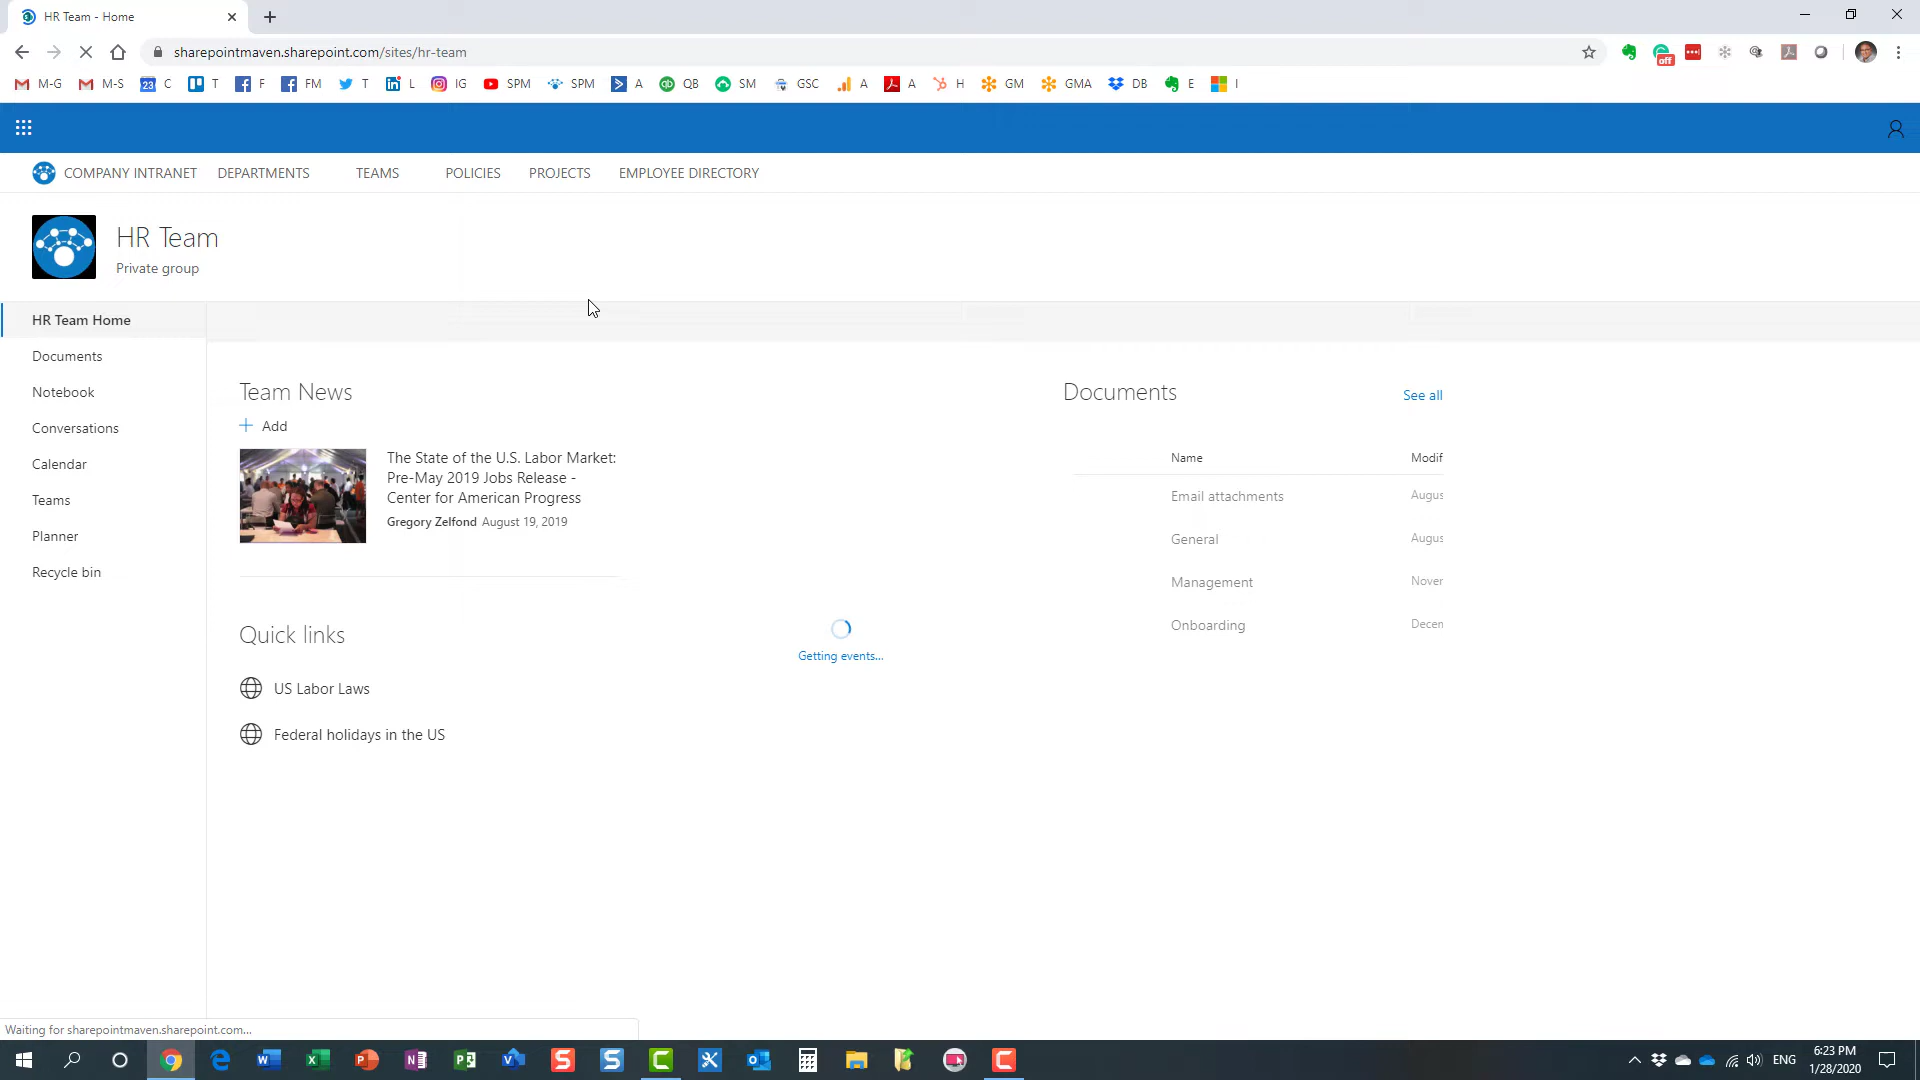 HR Team - Home
sharepointmaven.sharepoint.com/sites/hr-team
off
M-G M-S 23 C T F FM T L IG SPM SPM A QB SM GSC A A H GM GMA DB E I
COMPANY INTRANET DEPARTMENTS TEAMS POLICIES PROJECTS EMPLOYEE DIRECTORY
HR Team
Private group
HR Team Home
Documents
Notebook
Conversations
Calendar
Teams
Planner
Recycle bin
Team News
Add
The State of the U.S. Labor Market:
Pre-May 2019 Jobs Release -
Center for American Progress
Gregory Zelfond August 19, 2019
Quick links
US Labor Laws
Federal holidays in the US
Getting events...
Documents See all
Name Modif
Email attachments Augus
General Augus
Management Nover
Onboarding Decen
Waiting for sharepointmaven.sharepoint.com...
ENG
6:23 PM
1/28/2020